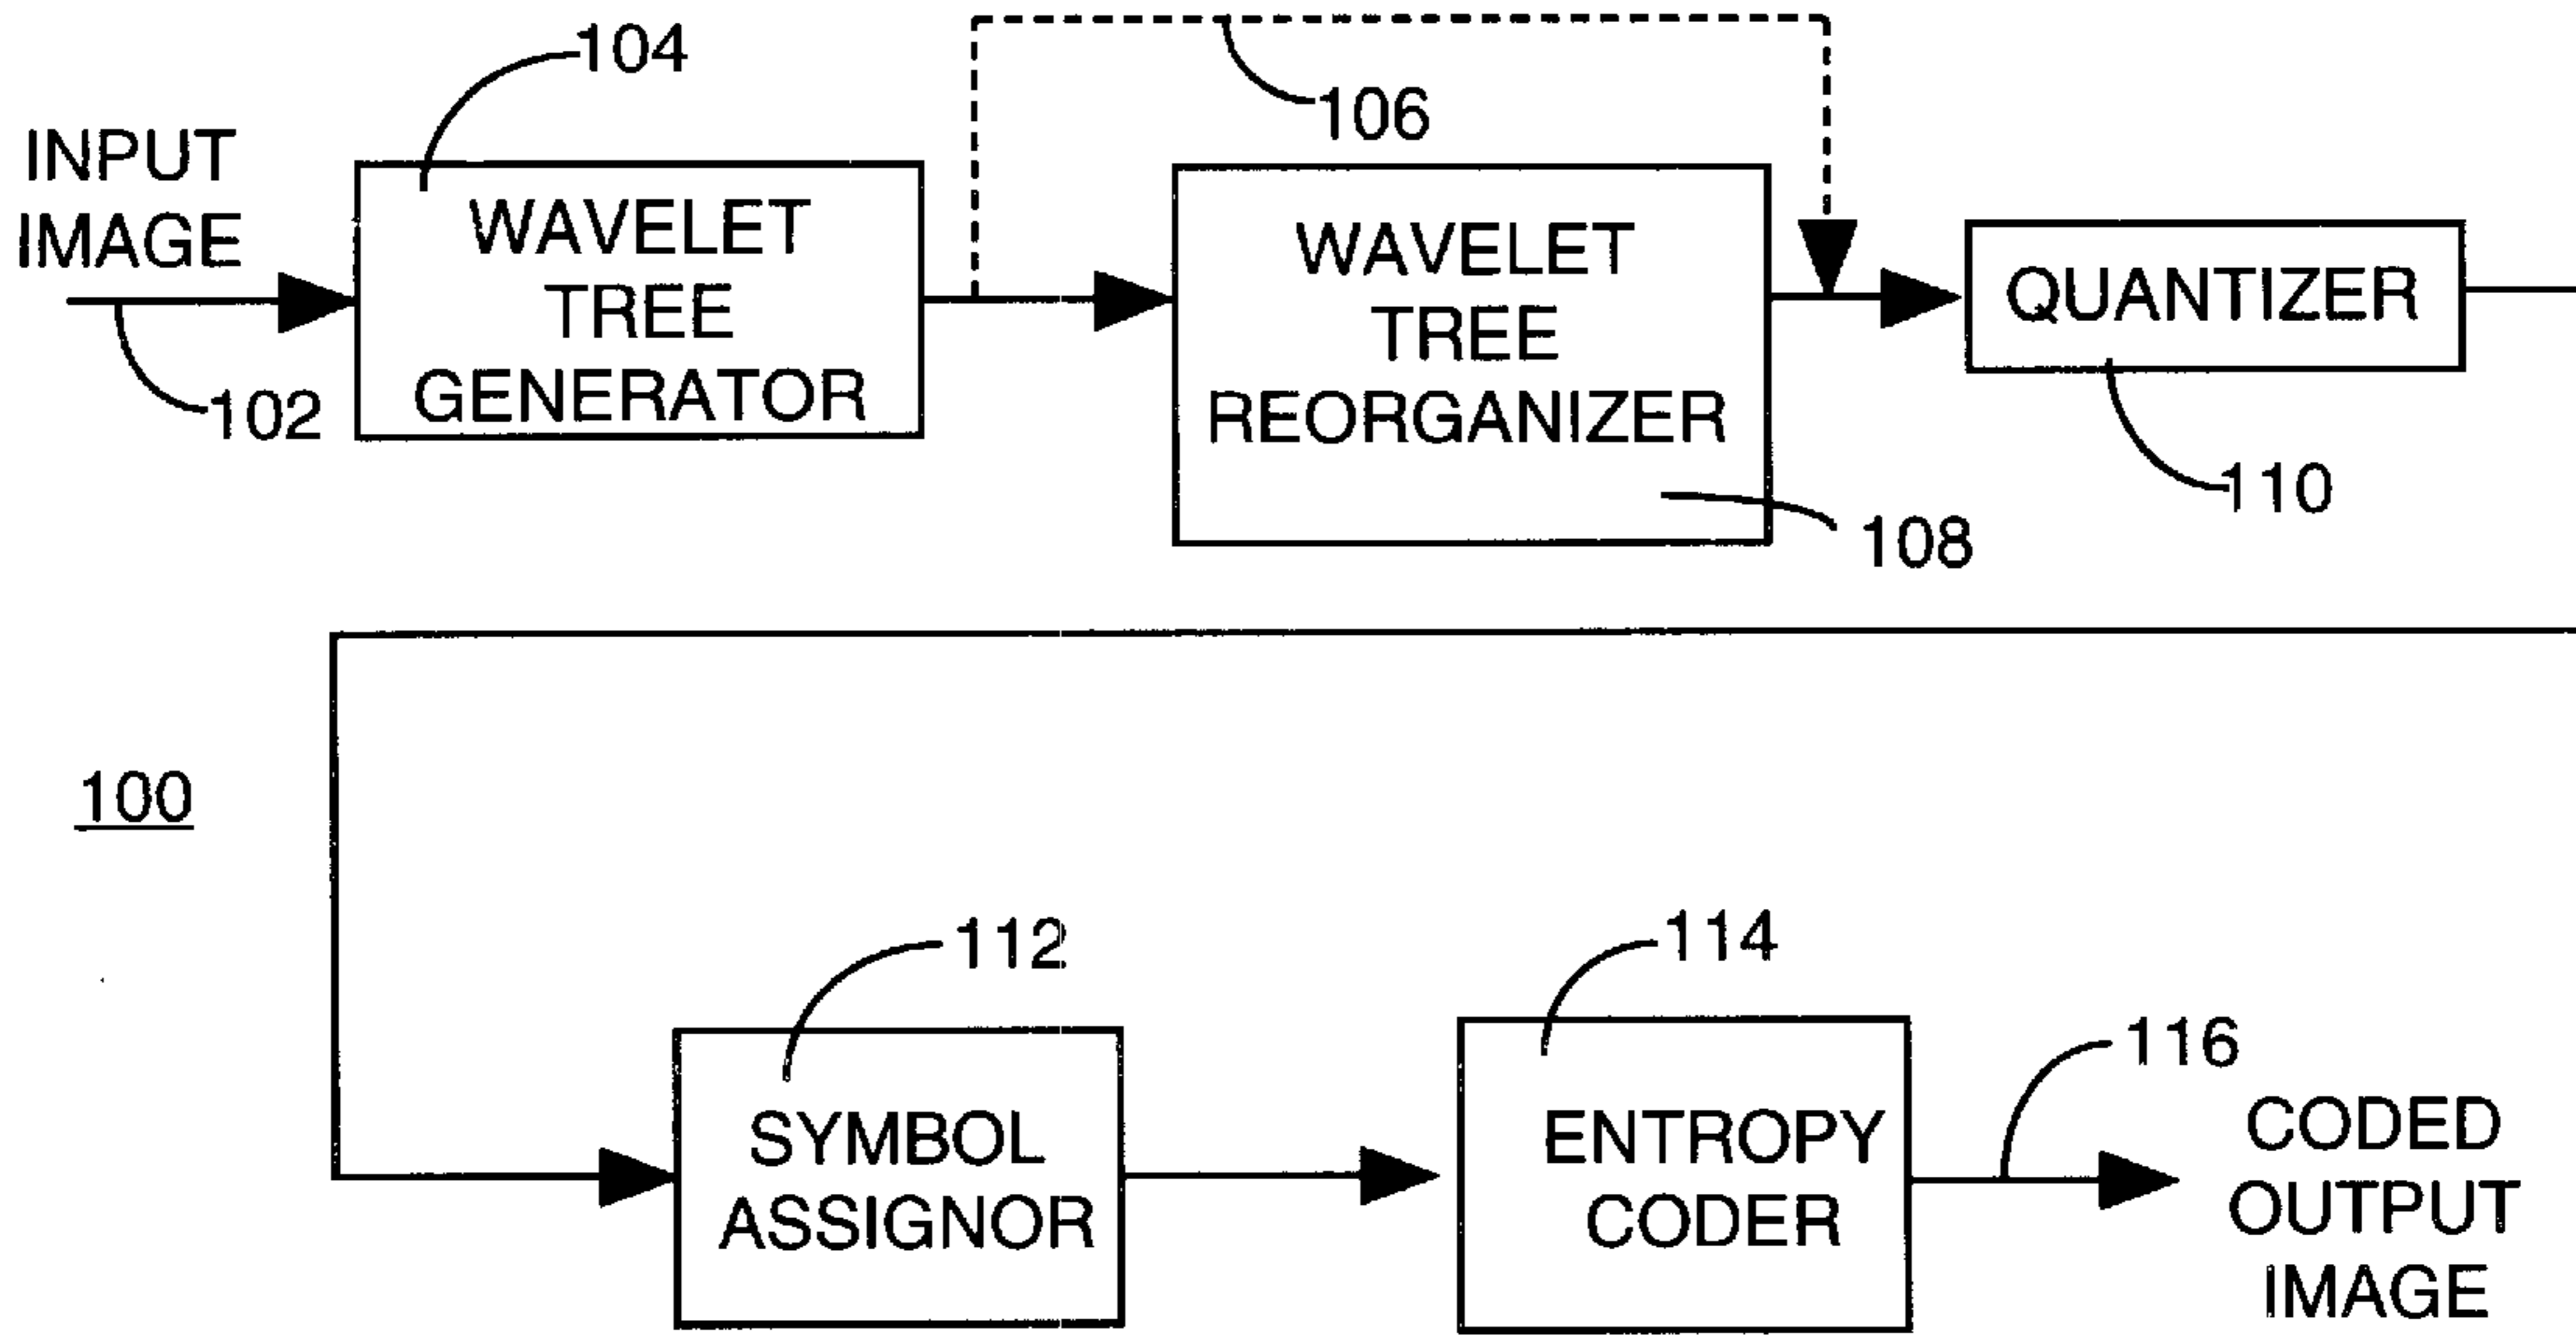 104
106
INPUT
IMAGE
102
WAVELET
TREE
GENERATOR
WAVELET
TREE
REORGANIZER
108
QUANTIZER
110
100
112
SYMBOL
ASSIGNOR
114
ENTROPY
CODER
116
CODED
OUTPUT
IMAGE